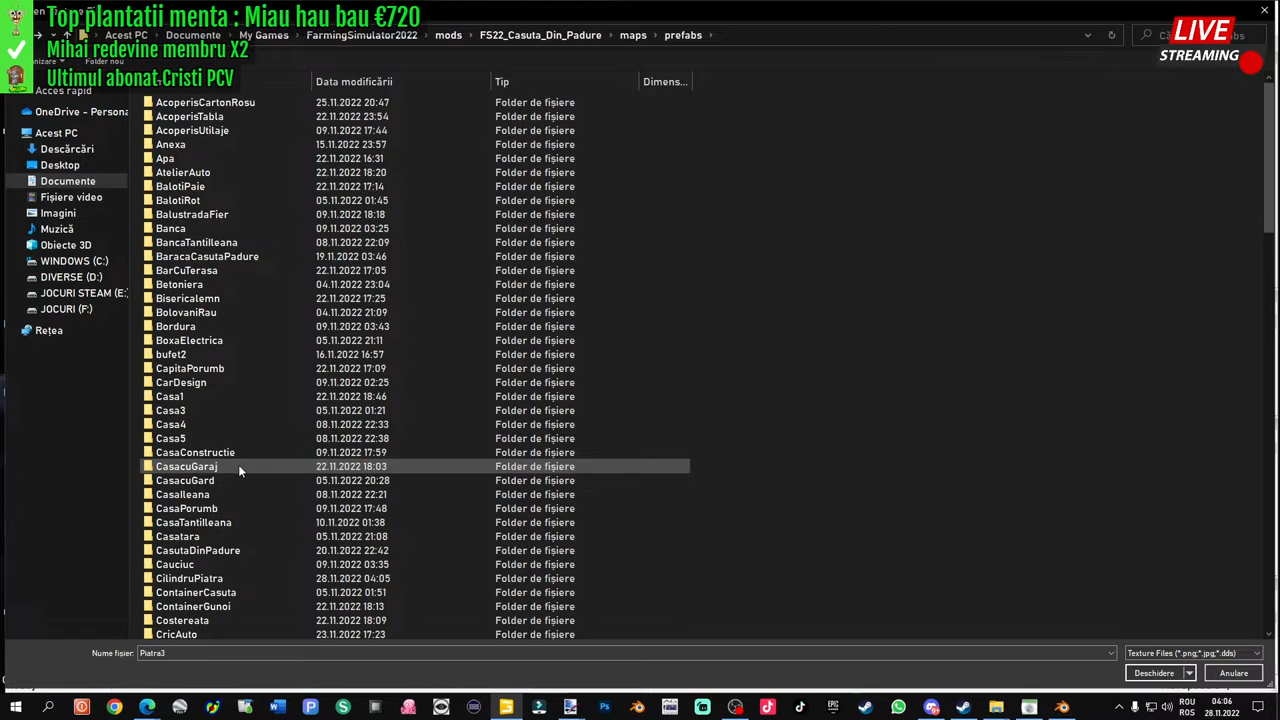 Top plantatii menta : Miau hau bau €720
Mihai redevine membru X2
Ultimul abonat Cristi PCV
LIVE
STREAMING
Acest PC > Documente > My Games > FarmingSimulator2022 > mods > FS22_Casuta_Din_Padure > maps > prefabs >
Folder nou
Data modificării Tip Dimens...
Acces rapid
OneDrive - Persona
Acest PC
Descărcări
Desktop
Documente
Fișiere video
Imagini
Muzică
Obiecte 3D
WINDOWS (C:)
DIVERSE (D:)
JOCURI STEAM (E:)
JOCURI (F:)
Rețea
AcoperisCartonRosu 25.11.2022 20:47 Folder de fișiere
AcoperisTabla 22.11.2022 23:54 Folder de fișiere
AcoperisUtilaje 09.11.2022 17:44 Folder de fișiere
Anexa 15.11.2022 23:57 Folder de fișiere
Apa 22.11.2022 16:31 Folder de fișiere
AtelierAuto 22.11.2022 18:20 Folder de fișiere
BalotiPaie 22.11.2022 17:14 Folder de fișiere
BalotiRot 05.11.2022 01:45 Folder de fișiere
BalustradaFier 09.11.2022 18:18 Folder de fișiere
Banca 09.11.2022 03:25 Folder de fișiere
BancaTantiIleana 08.11.2022 22:09 Folder de fișiere
BaracaCasutaPadure 19.11.2022 03:46 Folder de fișiere
BarCuTerasa 22.11.2022 17:05 Folder de fișiere
Betoniera 04.11.2022 23:04 Folder de fișiere
Bisericalemn 22.11.2022 17:25 Folder de fișiere
BolovaniRau 04.11.2022 21:09 Folder de fișiere
Bordura 09.11.2022 03:43 Folder de fișiere
BoxaElectrica 05.11.2022 21:11 Folder de fișiere
bufet2 16.11.2022 16:57 Folder de fișiere
CapitaPorumb 22.11.2022 17:09 Folder de fișiere
CarDesign 09.11.2022 02:25 Folder de fișiere
Casa1 22.11.2022 18:46 Folder de fișiere
Casa3 05.11.2022 01:21 Folder de fișiere
Casa4 08.11.2022 22:33 Folder de fișiere
Casa5 08.11.2022 22:38 Folder de fișiere
CasaConstructie 09.11.2022 17:59 Folder de fișiere
CasacuGaraj 22.11.2022 18:03 Folder de fișiere
CasacuGard 05.11.2022 20:28 Folder de fișiere
CasaIleana 08.11.2022 22:21 Folder de fișiere
CasaPorumb 09.11.2022 17:48 Folder de fișiere
CasaTantiIleana 10.11.2022 01:38 Folder de fișiere
Casatara 05.11.2022 21:08 Folder de fișiere
CasutaDinPadure 20.11.2022 22:42 Folder de fișiere
Cauciuc 09.11.2022 03:35 Folder de fișiere
CilindruPiatra 28.11.2022 04:05 Folder de fișiere
ContainerCasuta 05.11.2022 01:51 Folder de fișiere
ContainerGunoi 22.11.2022 18:13 Folder de fișiere
Costereata 22.11.2022 18:09 Folder de fișiere
CricAuto 23.11.2022 17:23 Folder de fișiere
Nume fișier: Piatra3 Texture Files (*.png;*.jpg;*.dds)
Deschidere Anulare
ROU 04:06
ROS 28.11.2022